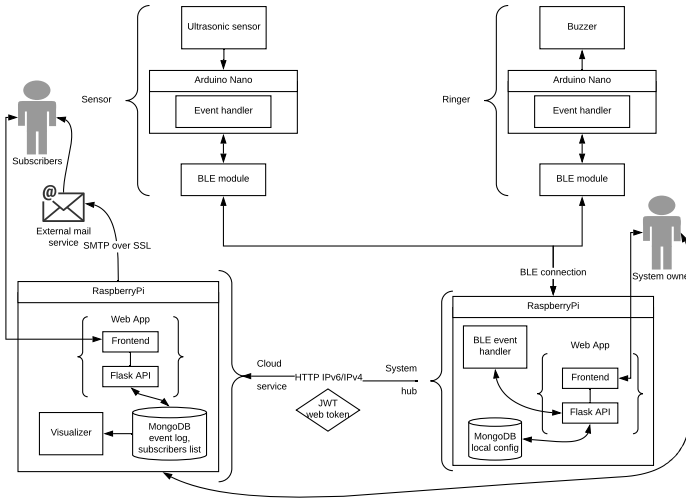 Ultrasonic sensor
Buzzer
Sensor
Arduino Nano
Event handler
Ringer
Arduino Nano
Event handler
Subscribers
BLE module
BLE module
@
External mail
service
SMTP over SSL
System owne
BLE connection
RaspberryPi
RaspberryPi
Web App
Frontend
Flask API
Visualizer
MongoDB
event log,
subscribers list
Cloud
service
HTTP IPv6/IPv4
JWT
web token
System
hub
BLE event
handler
Web App
Frontend
Flask API
MongoDB
local config